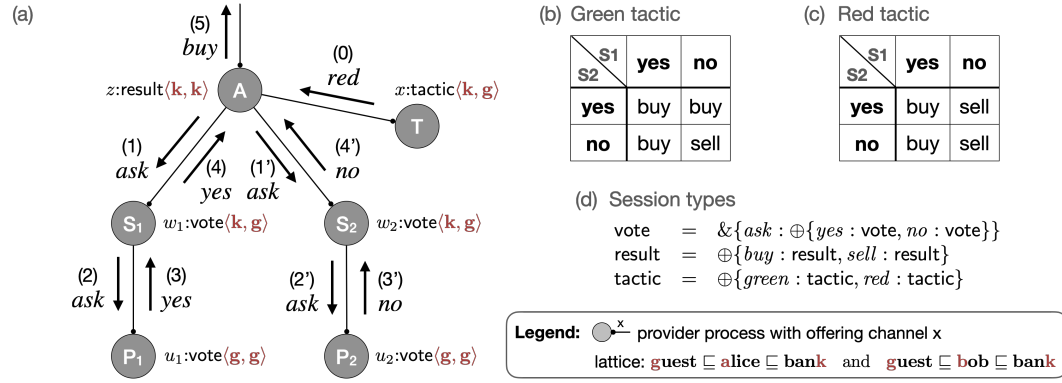 (a)
(5)
buy
(0)
red
z:result⟨k, k⟩
A
x:tactic⟨k, g⟩
T
(1)
ask
(4)
yes
(1')
ask
(4')
no
S1
w1:vote⟨k, g⟩
S2
w2:vote⟨k, g⟩
(2)
ask
(3)
yes
(2')
ask
(3')
no
P1
u1:vote⟨g, g⟩
P2
u2:vote⟨g, g⟩
(b) Green tactic
S1
S2
yes no
yes buy buy
no buy sell
(c) Red tactic
S1
S2
yes no
yes buy sell
no buy sell
(d) Session types
vote = &{ask : ⊕{yes : vote, no : vote}}
result = ⊕{buy : result, sell : result}
tactic = ⊕{green : tactic, red : tactic}
Legend: x provider process with offering channel x
lattice: guest ⊑ alice ⊑ bank and guest ⊑ bob ⊑ bank